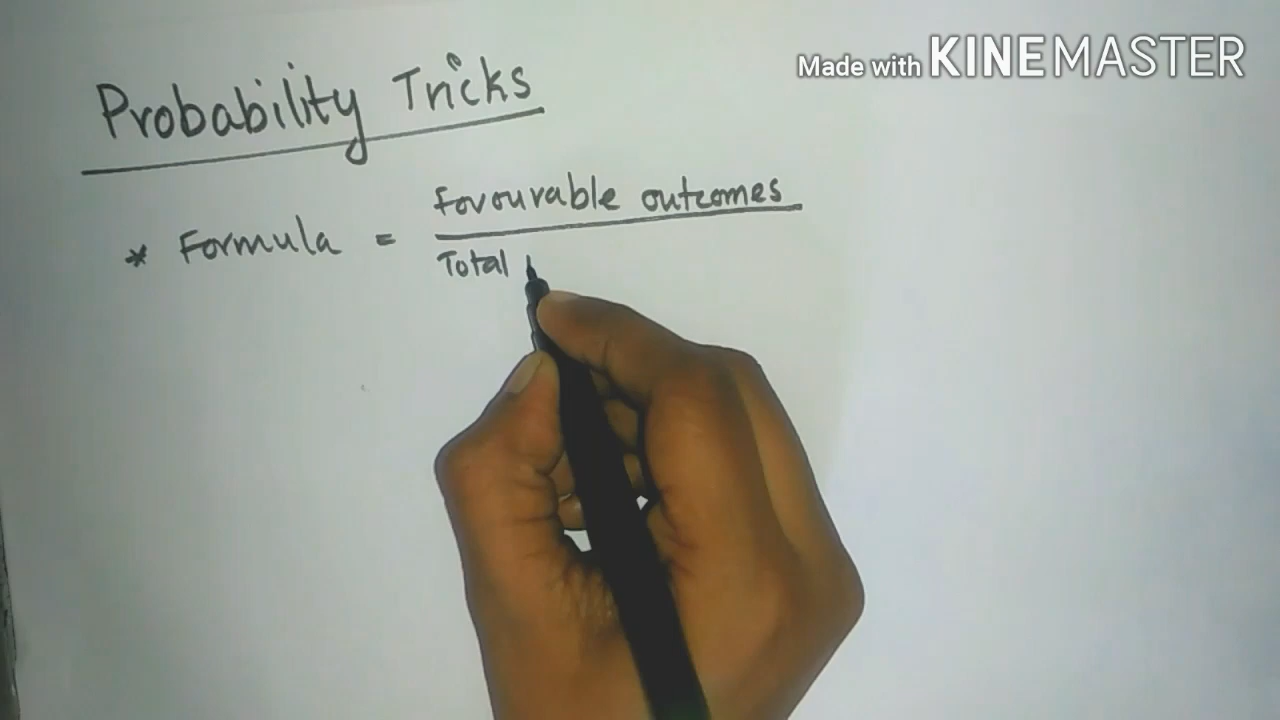 Made with KINEMASTER
Probability Tricks
* Formula = favourable outcomes
Total